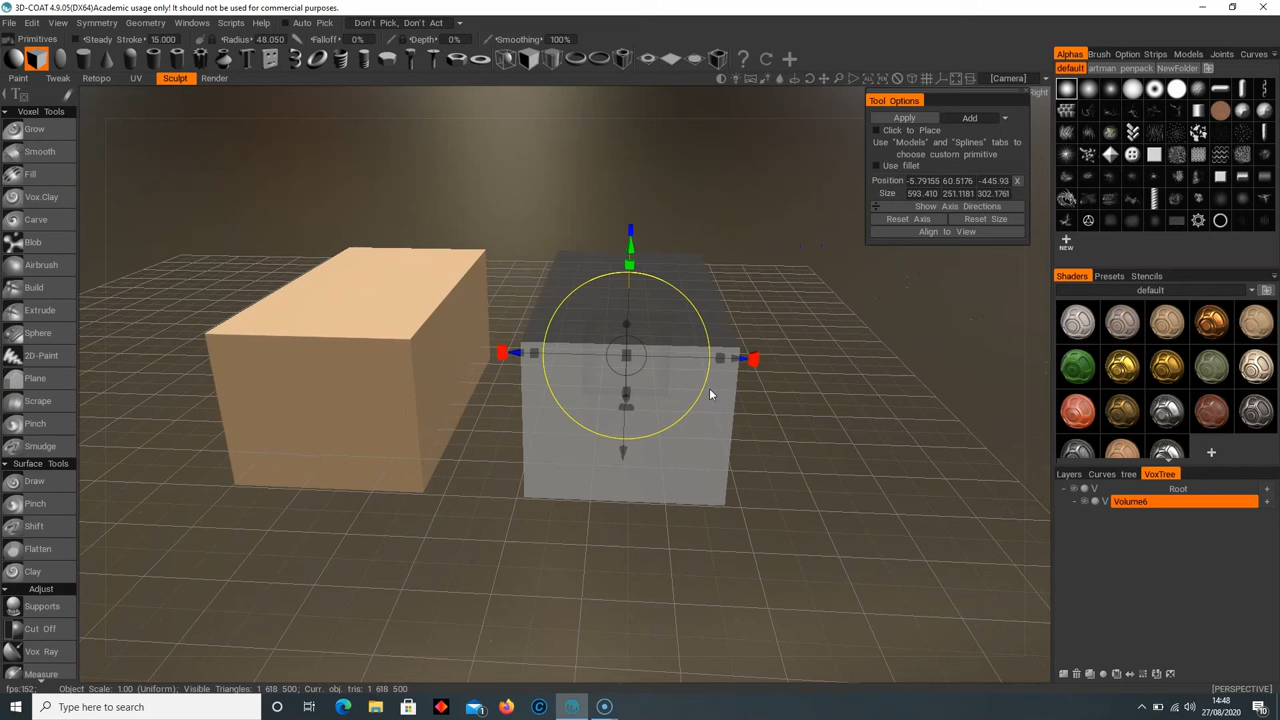 3D-COAT 4.9.05(DX64)Academic usage only! It should not be used for commercial purposes.
File Edit View Symmetry Geometry Windows Scripts Help Auto Pick Don't Pick, Don't Act
Primitives Steady Stroke 15.000 Radius 48.050 Falloff 0% Depth 0% Smoothing 100%
Paint Tweak Retopo UV Sculpt Render [Camera]
Right
Voxel Tools
Grow
Smooth
Fill
Vox.Clay
Carve
Blob
Airbrush
Build
Extrude
Sphere
2D-Paint
Plane
Scrape
Pinch
Smudge
Surface Tools
Draw
Pinch
Shift
Flatten
Clay
Adjust
Supports
Cut Off
Vox Ray
Measure
Tool Options
Apply Add
Click to Place
Use "Models" and "Splines" tabs to
choose custom primitive
Use fillet
Position -5.79155 60.5176 -445.93 X
Size 593.410 251.1181 302.1761
Show Axis Directions
Reset Axis Reset Size
Align to View
Alphas Brush Option Strips Models Joints Curves
default artman penpack NewFolder
NEW
Shaders Presets Stencils
default
Layers Curves tree VoxTree
V Root
V Volume6
fps:152; Object Scale: 1.00 (Uniform); Visible Triangles: 1 618 500; Curr. obj. tris: 1 618 500; [PERSPECTIVE]
Type here to search
14:48
27/08/2020